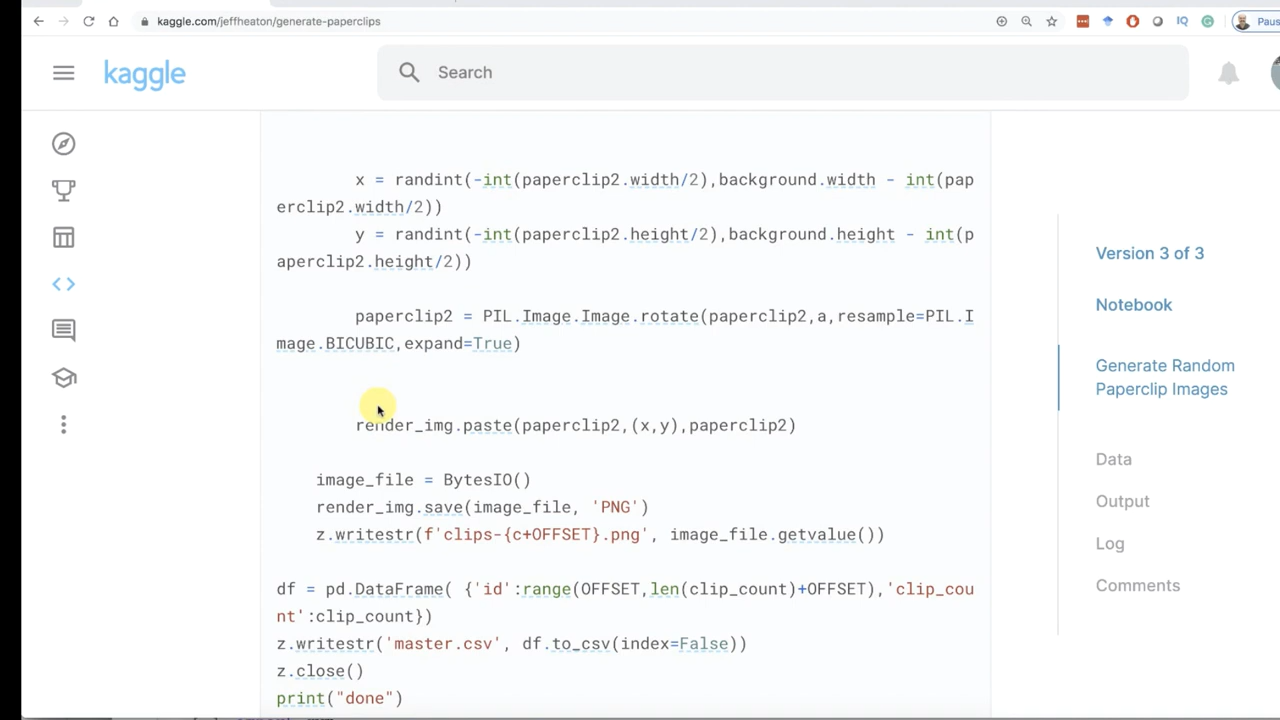 kaggle.com/jeffheaton/generate-paperclips
IQ
Paus
kaggle
Search
x = randint(-int(paperclip2.width/2),background.width - int(pap
erclip2.width/2))
y = randint(-int(paperclip2.height/2),background.height - int(p
aperclip2.height/2))
paperclip2 = PIL.Image.Image.rotate(paperclip2,a,resample=PIL.I
mage.BICUBIC,expand=True)
render_img.paste(paperclip2,(x,y),paperclip2)
image_file = BytesIO()
render_img.save(image_file, 'PNG')
z.writestr(f'clips-{c+OFFSET}.png', image_file.getvalue())
df = pd.DataFrame( {'id':range(OFFSET,len(clip_count)+OFFSET),'clip_cou
nt':clip_count})
z.writestr('master.csv', df.to_csv(index=False))
z.close()
print("done")
Version 3 of 3
Notebook
Generate Random
Paperclip Images
Data
Output
Log
Comments